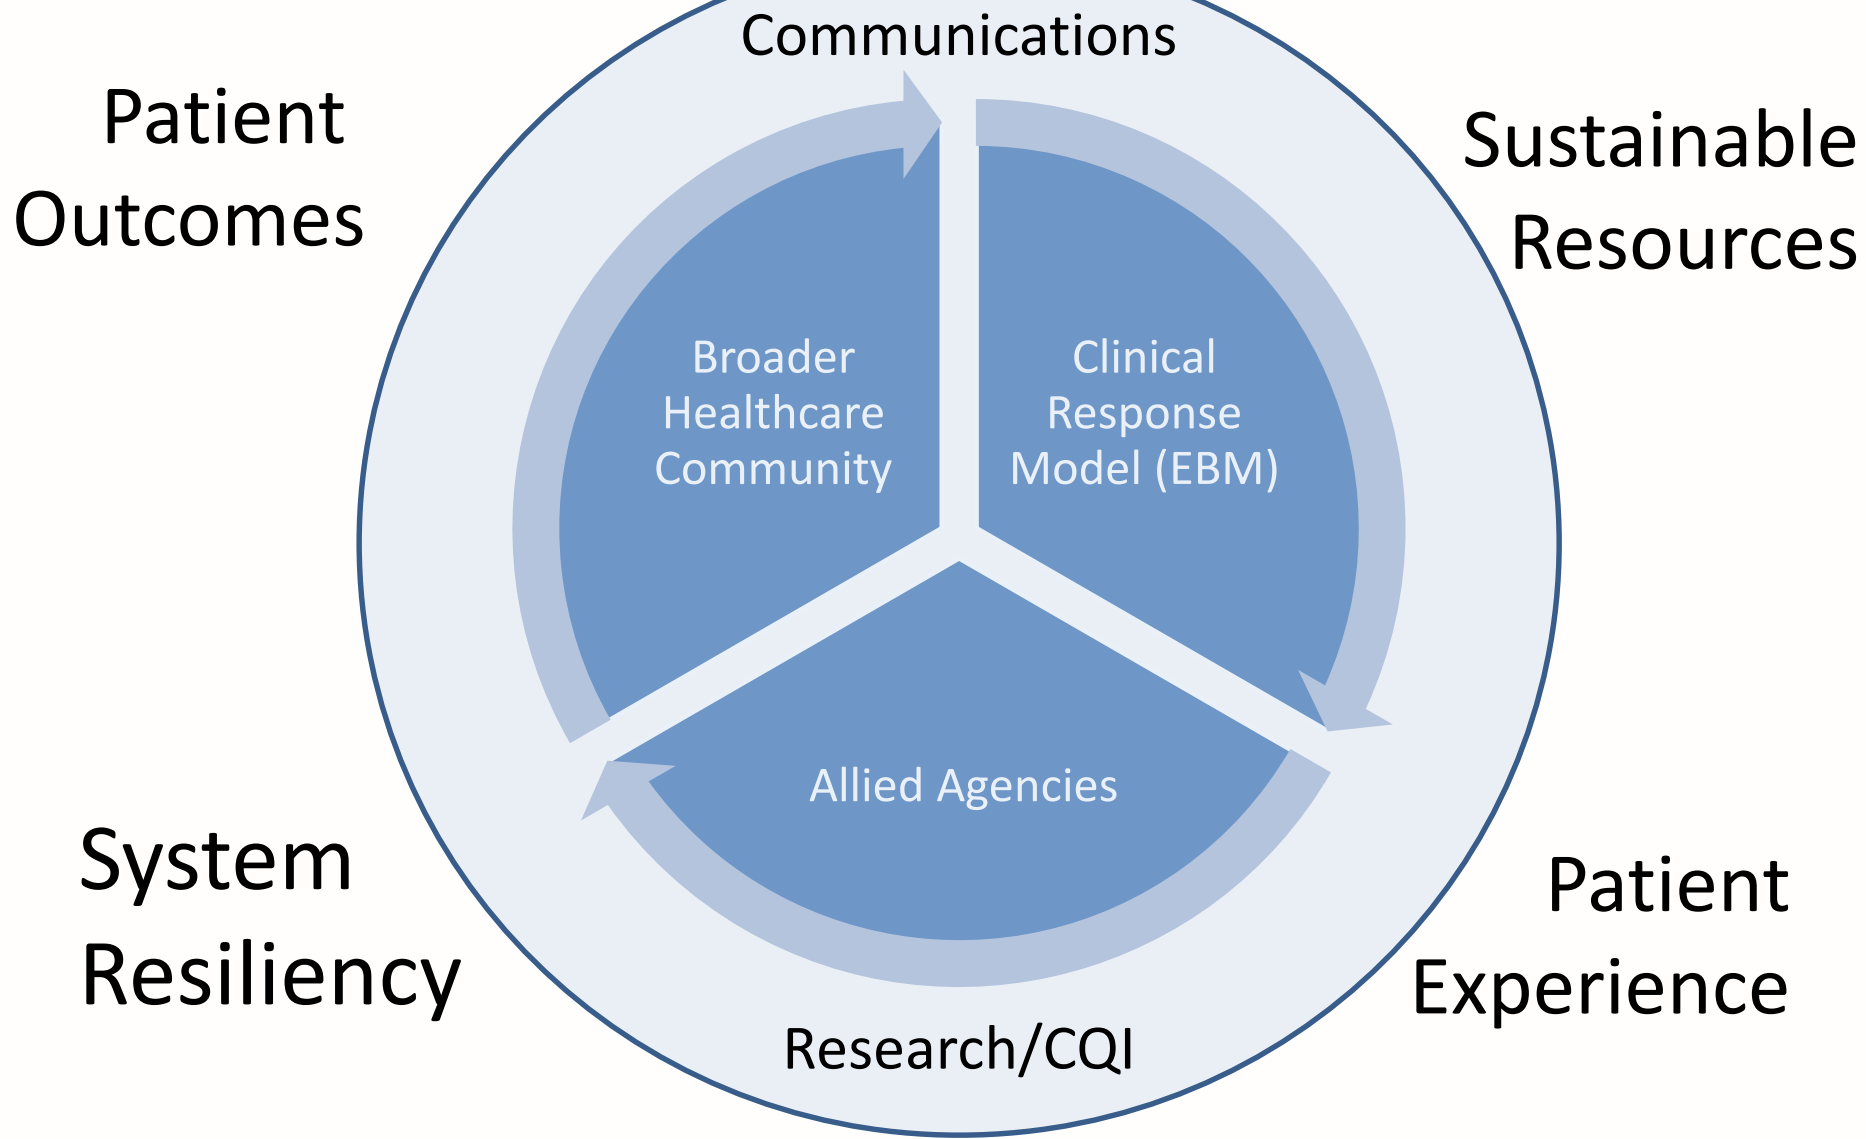 Communications
Patient
Outcomes
Sustainable
Resources
Broader
Healthcare
Community
Clinical
Response
Model (EBM)
Allied Agencies
System
Resiliency
Patient
Experience
Research/CQI